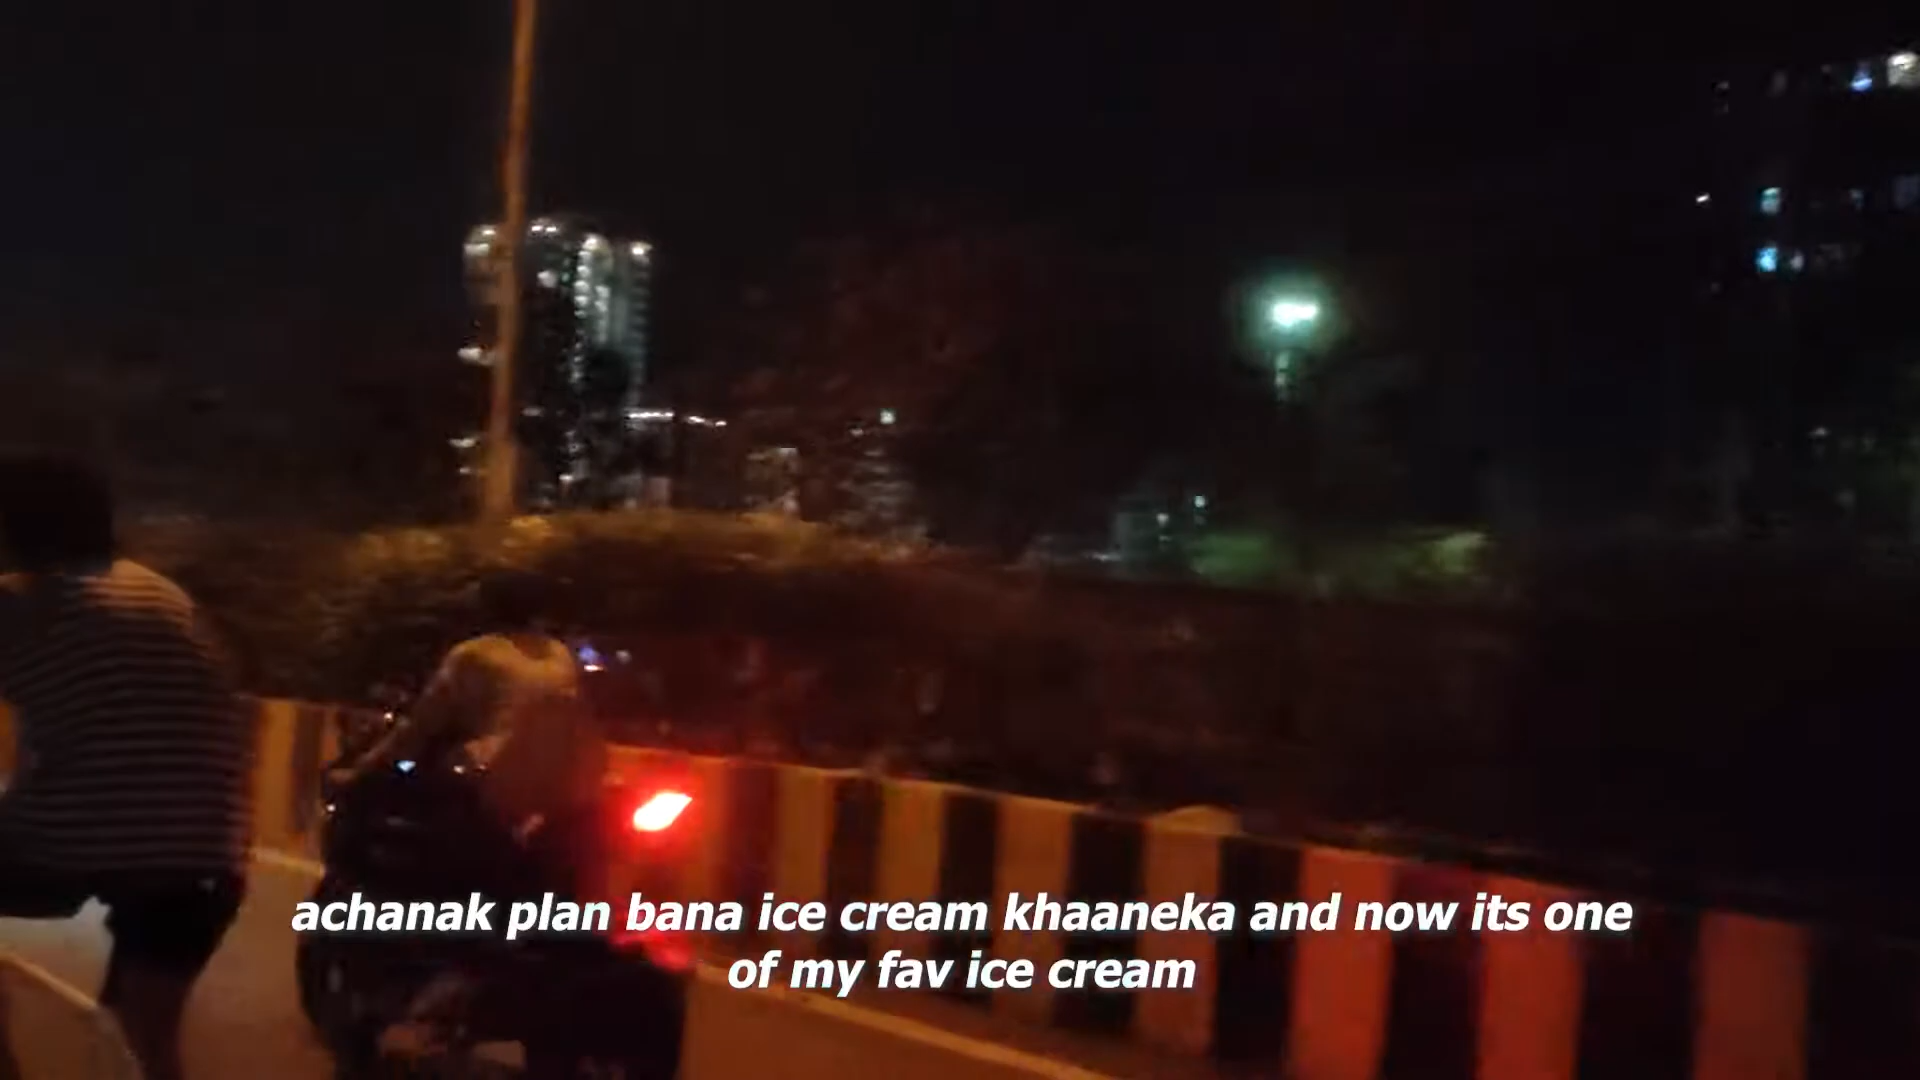 achanak plan bana ice cream khaaneka and now its one
of my fav ice cream